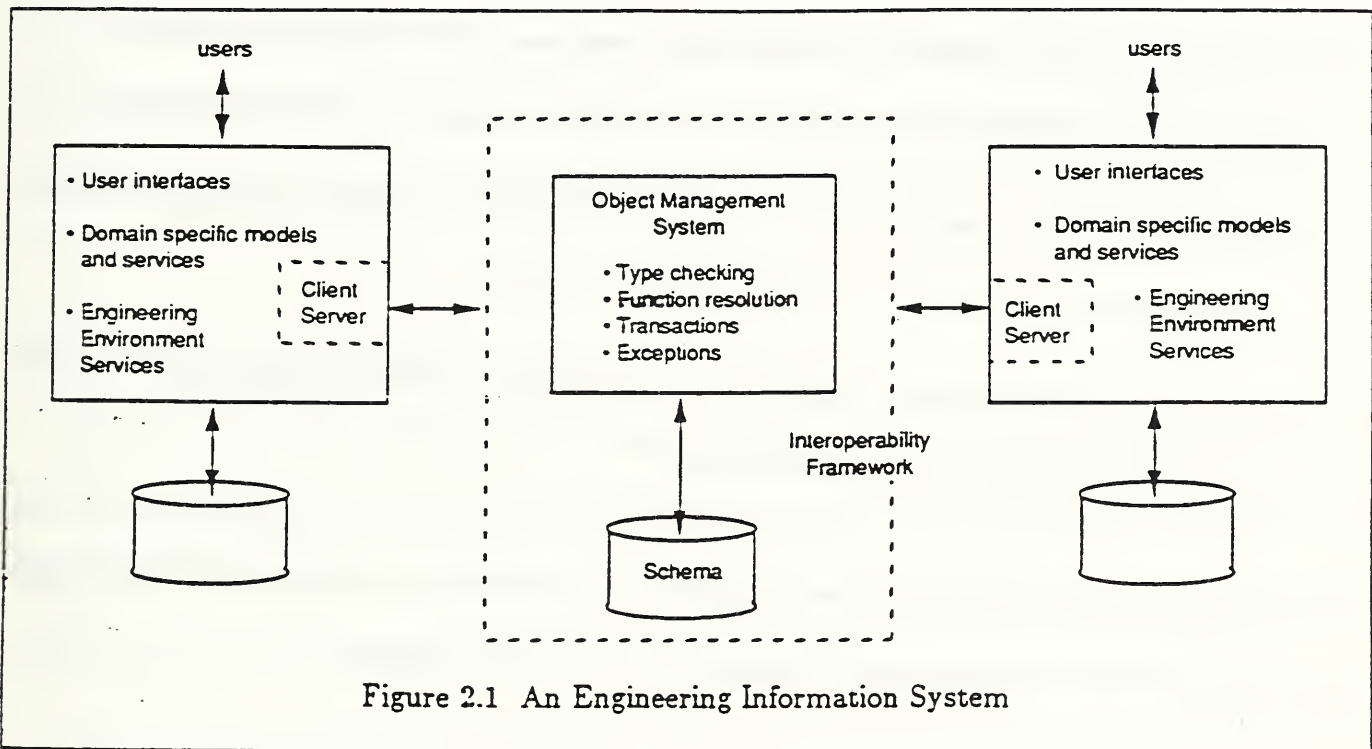 users
• User interfaces
• Domain specific models
and services
• Engineering
Environment
Services
Client
Server
Object Management
System
• Type checking
• Function resolution
• Transactions
• Exceptions
Interoperability
Framework
Schema
users
• User interfaces
• Domain specific models
and services
Client
Server
• Engineering
Environment
Services
Figure 2.1 An Engineering Information System